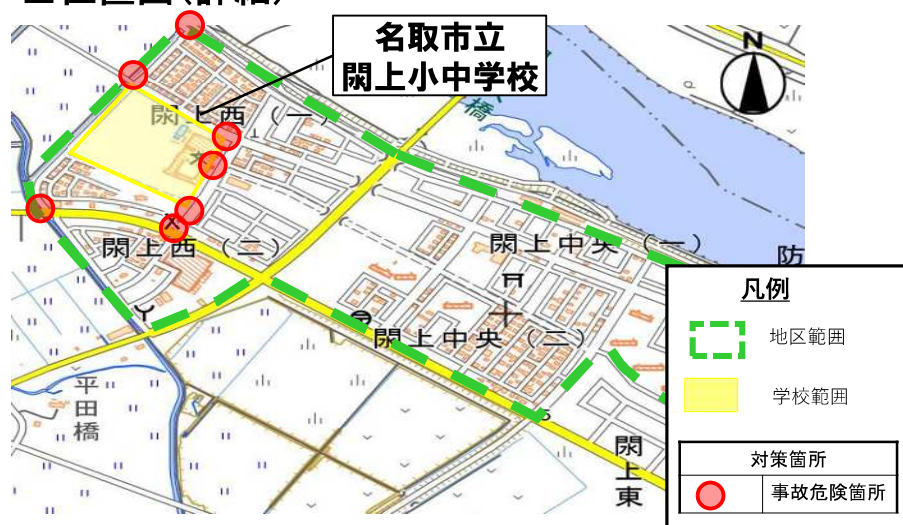 名取市立
閖上小中学校
N
橋
閖上西（一）
閖上西（二）
閖上中央（一）
閖上中央（二）
防
平田橋
閖上東
凡例
地区範囲
学校範囲
対策箇所
事故危険箇所